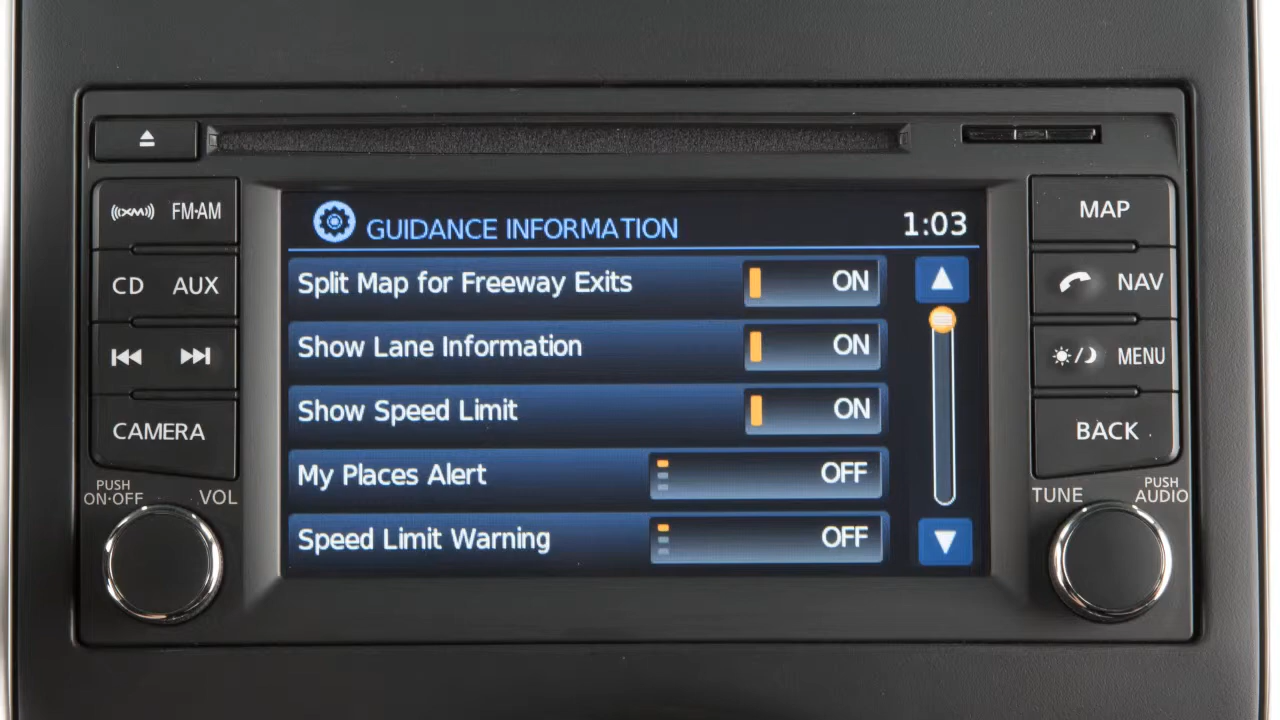 XM FM·AM
CD AUX
CAMERA
PUSH
ON·OFF
VOL
GUIDANCE INFORMATION 1:03
Split Map for Freeway Exits ON
Show Lane Information ON
Show Speed Limit ON
My Places Alert OFF
Speed Limit Warning OFF
MAP
NAV
MENU
BACK
TUNE
PUSH
AUDIO